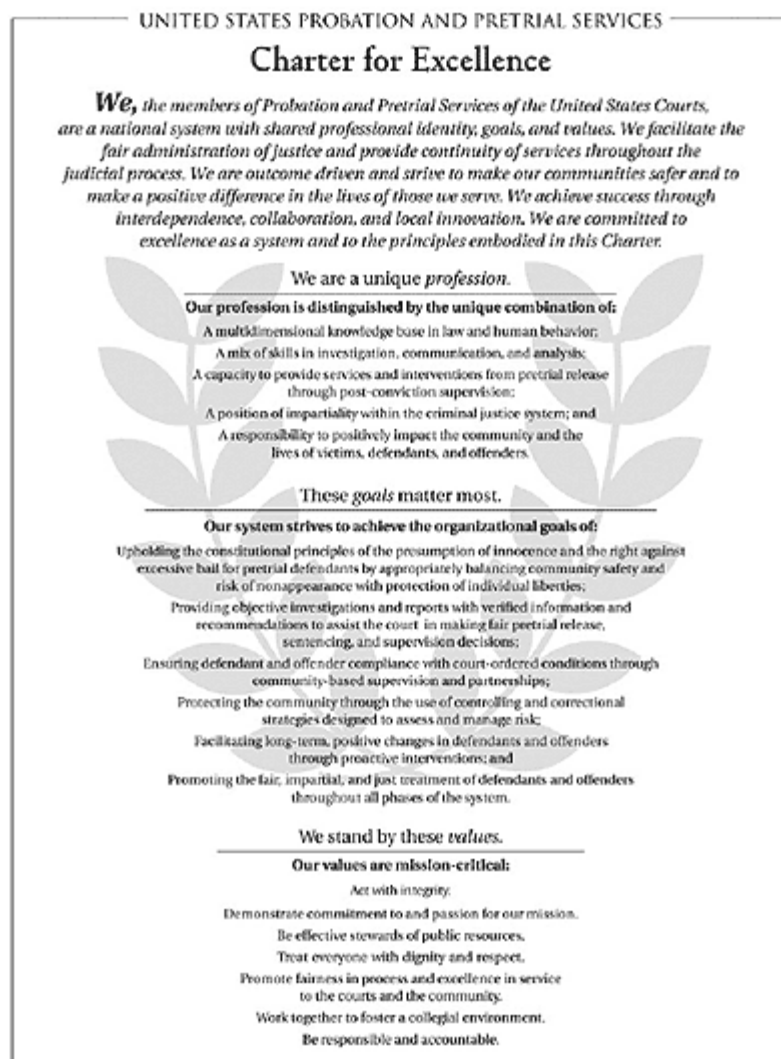 UNITED STATES PROBATION AND PRETRIAL SERVICES
Charter for Excellence
We, the members of Probation and Pretrial Services of the United States Courts,
are a national system with shared professional identity, goals, and values. We facilitate the
fair administration of justice and provide continuity of services throughout the
judicial process. We are outcome driven and strive to make our communities safer and to
make a positive difference in the lives of those we serve. We achieve success through
interdependence, collaboration, and local innovation. We are committed to
excellence as a system and to the principles embodied in this Charter.
We are a unique profession.
Our profession is distinguished by the unique combination of:
A multidimensional knowledge base in law and human behavior;
A mix of skills in investigation, communication, and analysis;
A capacity to provide services and interventions from pretrial release
through post-conviction supervision;
A position of impartiality within the criminal justice system; and
A responsibility to positively impact the community and the
lives of victims, defendants, and offenders.
These goals matter most.
Our system strives to achieve the organizational goals of:
Upholding the constitutional principles of the presumption of innocence and the right against
excessive bail for pretrial defendants by appropriately balancing community safety and
risk of nonappearance with protection of individual liberties;
Providing objective investigations and reports with verified information and
recommendations to assist the court in making fair pretrial release,
sentencing, and supervision decisions;
Ensuring defendant and offender compliance with court-ordered conditions through
community-based supervision and partnerships;
Protecting the community through the use of controlling and correctional
strategies designed to assess and manage risk;
Facilitating long-term, positive changes in defendants and offenders
through proactive interventions; and
Promoting the fair, impartial, and just treatment of defendants and offenders
throughout all phases of the system.
We stand by these values.
Our values are mission-critical:
Act with integrity.
Demonstrate commitment to and passion for our mission.
Be effective stewards of public resources.
Treat everyone with dignity and respect.
Promote fairness in process and excellence in service
to the courts and the community.
Work together to foster a collegial environment.
Be responsible and accountable.